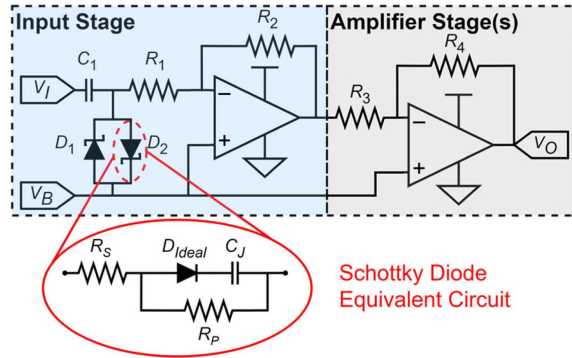 Input Stage
Amplifier Stage(s)
R2
R4
C1
R1
VI
R3
D1
D2
VO
VB
RS
DIdeal
CJ
RP
Schottky Diode
Equivalent Circuit
− 
+
−
+